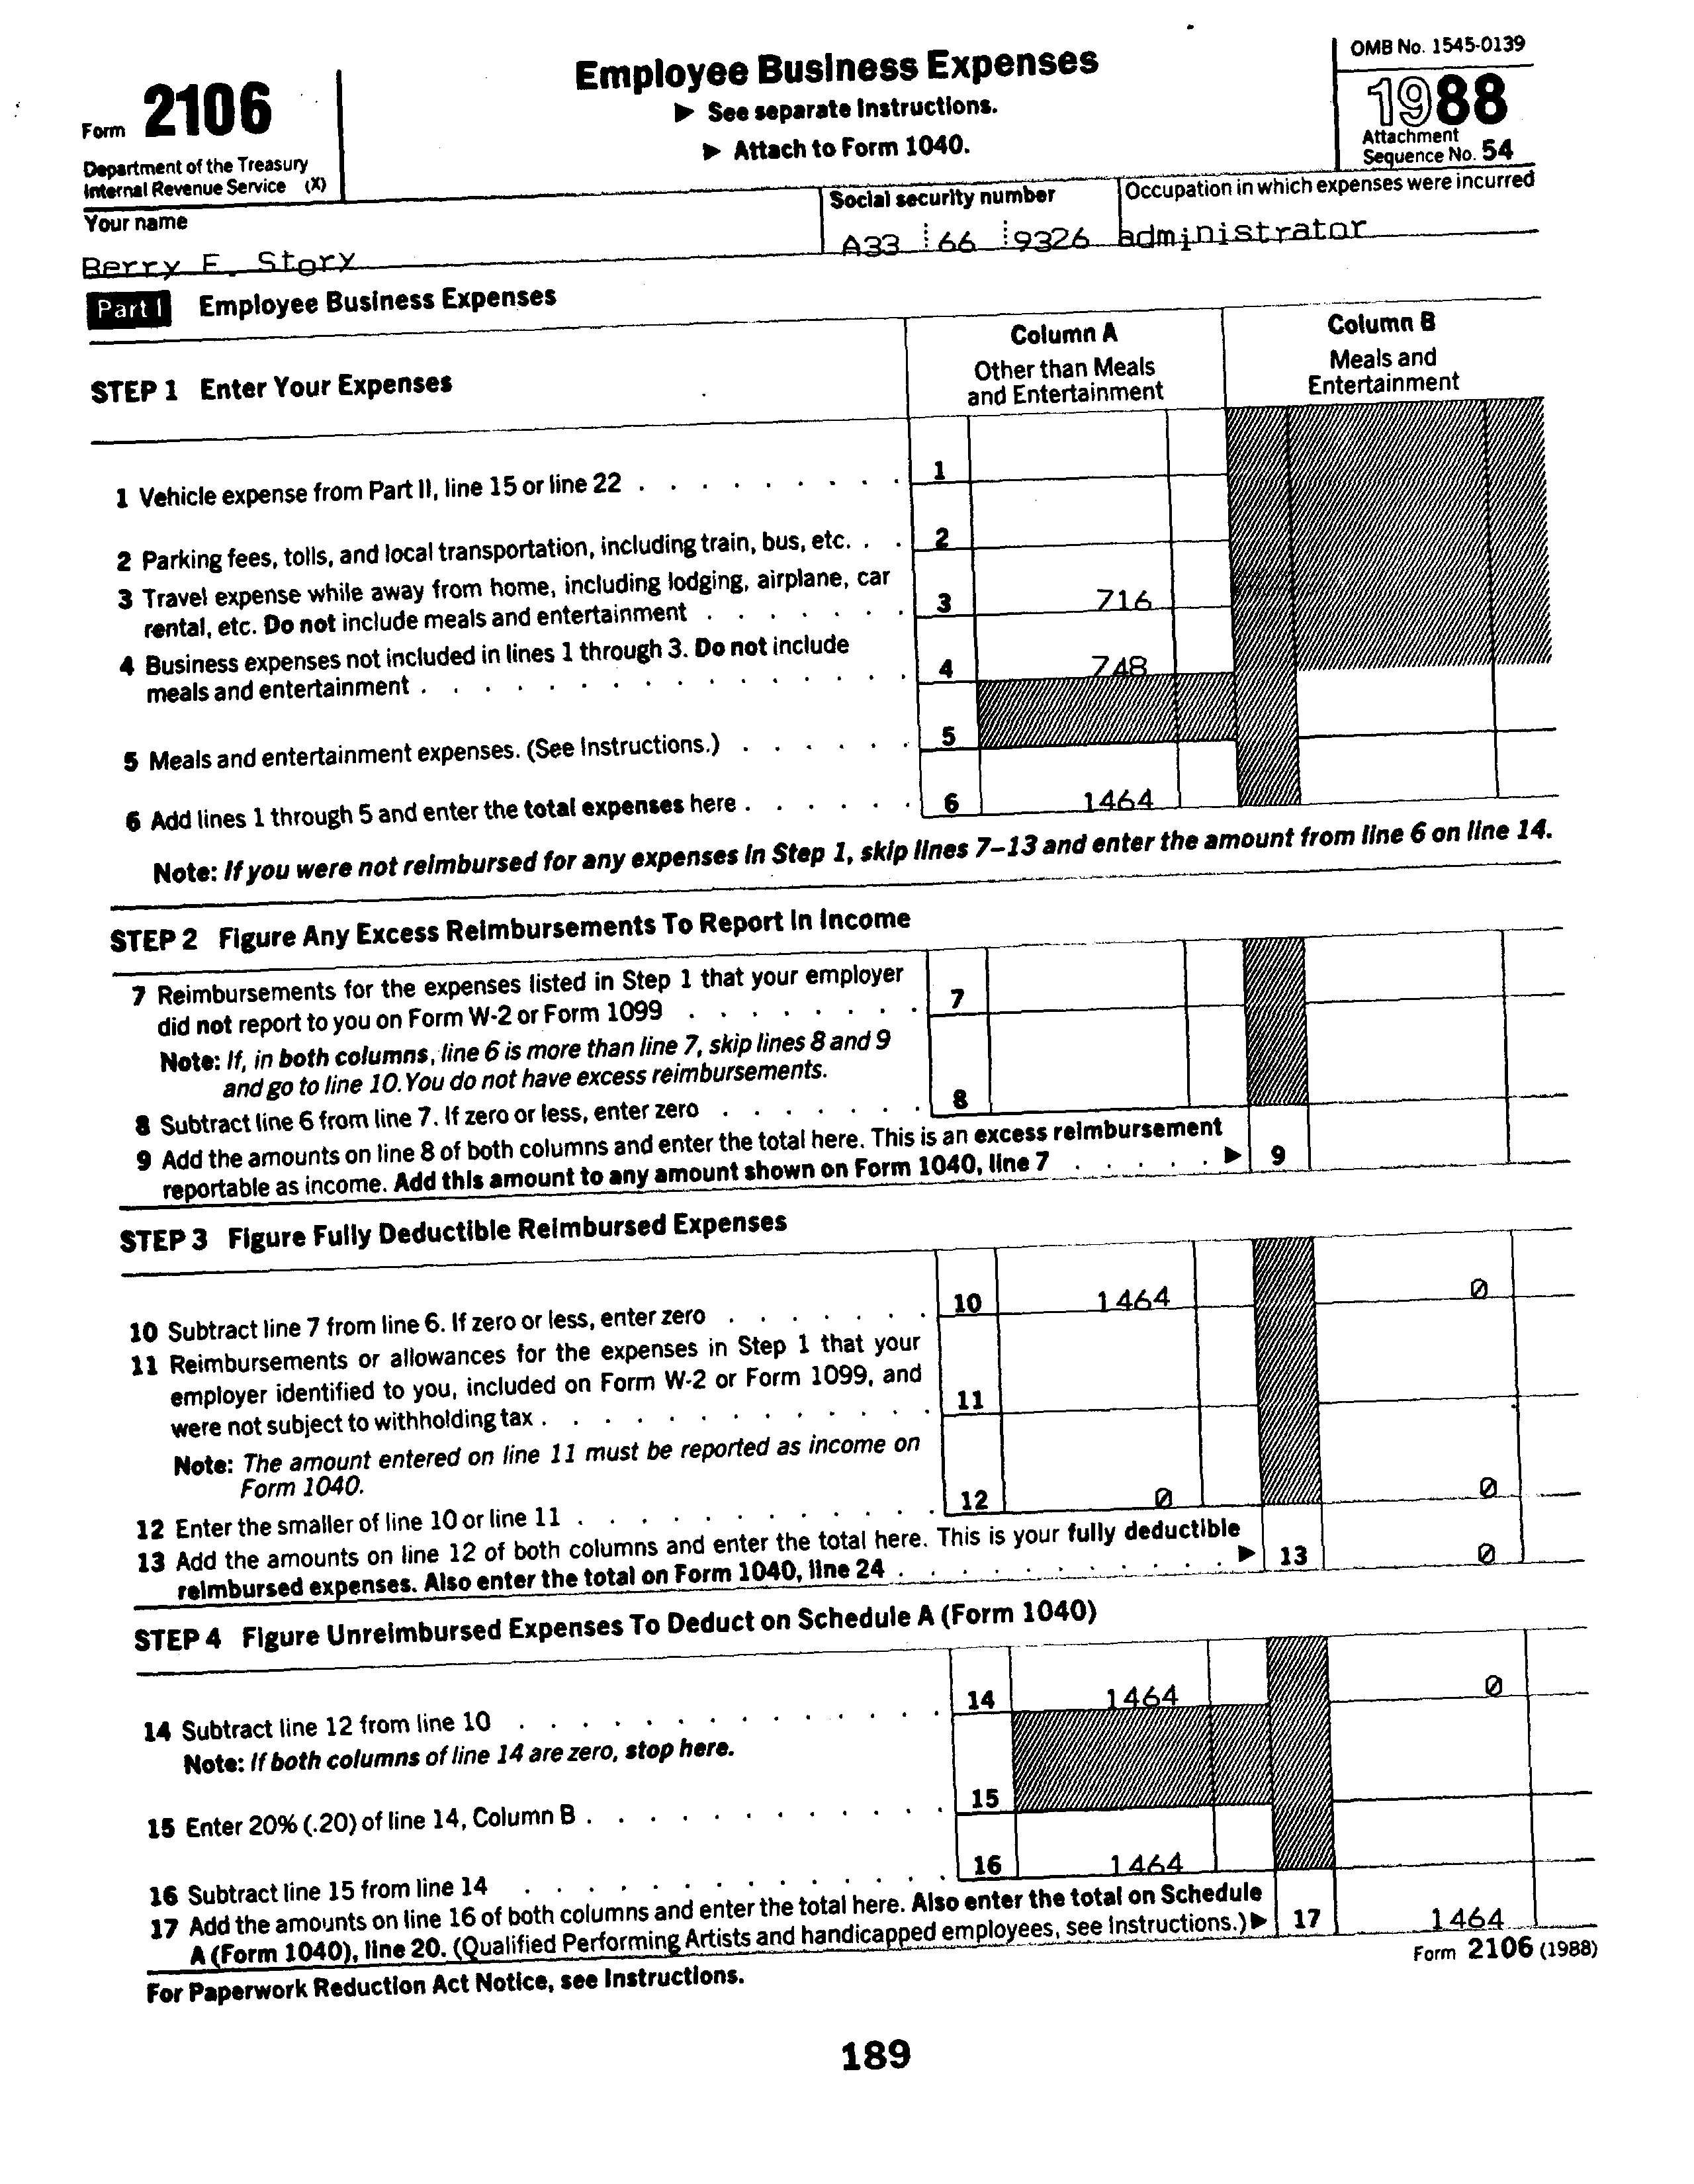 Form 2106
Department of the Treasury
Internal Revenue Service (X)
Employee Business Expenses
▶ See separate Instructions.
▶ Attach to Form 1040.
OMB No. 1545-0139
1988
Attachment
Sequence No. 54
Your name
Berry E. Story
Social security number
A33 66 9326
Occupation in which expenses were incurred
administrator
Part I Employee Business Expenses
STEP 1 Enter Your Expenses
Column A
Other than Meals
and Entertainment
Column B
Meals and
Entertainment
1 Vehicle expense from Part II, line 15 or line 22 . . . . . . . . . 1
2 Parking fees, tolls, and local transportation, including train, bus, etc. . . 2
3 Travel expense while away from home, including lodging, airplane, car
rental, etc. Do not include meals and entertainment . . . . . . . 3 716
4 Business expenses not included in lines 1 through 3. Do not include
meals and entertainment . . . . . . . . . . . . . . . . 4 748
5 Meals and entertainment expenses. (See Instructions.) . . . . . . 5
6 Add lines 1 through 5 and enter the total expenses here . . . . . . 6 1464
Note: If you were not reimbursed for any expenses in Step 1, skip lines 7–13 and enter the amount from line 6 on line 14.
STEP 2 Figure Any Excess Reimbursements To Report in Income
7 Reimbursements for the expenses listed in Step 1 that your employer
did not report to you on Form W-2 or Form 1099 . . . . . . . . 7
Note: If, in both columns, line 6 is more than line 7, skip lines 8 and 9
and go to line 10. You do not have excess reimbursements.
8 Subtract line 6 from line 7. If zero or less, enter zero . . . . . . . 8
9 Add the amounts on line 8 of both columns and enter the total here. This is an excess reimbursement
reportable as income. Add this amount to any amount shown on Form 1040, line 7 . . . . . ▶ 9
STEP 3 Figure Fully Deductible Reimbursed Expenses
10 Subtract line 7 from line 6. If zero or less, enter zero . . . . . . . 10 1464 0
11 Reimbursements or allowances for the expenses in Step 1 that your
employer identified to you, included on Form W-2 or Form 1099, and
were not subject to withholding tax . . . . . . . . . . . . . 11
Note: The amount entered on line 11 must be reported as income on
Form 1040.
12 Enter the smaller of line 10 or line 11 . . . . . . . . . . . . 12 0 0
13 Add the amounts on line 12 of both columns and enter the total here. This is your fully deductible
reimbursed expenses. Also enter the total on Form 1040, line 24 . . . . . . . . . . . ▶ 13 0
STEP 4 Figure Unreimbursed Expenses To Deduct on Schedule A (Form 1040)
14 Subtract line 12 from line 10 . . . . . . . . . . . . . . 14 1464 0
Note: If both columns of line 14 are zero, stop here.
15 Enter 20% (.20) of line 14, Column B . . . . . . . . . . . . 15
16 Subtract line 15 from line 14 . . . . . . . . . . . . . . 16 1464
17 Add the amounts on line 16 of both columns and enter the total here. Also enter the total on Schedule
A (Form 1040), line 20. (Qualified Performing Artists and handicapped employees, see Instructions.) ▶ 17 1464
For Paperwork Reduction Act Notice, see Instructions.
Form 2106 (1988)
189